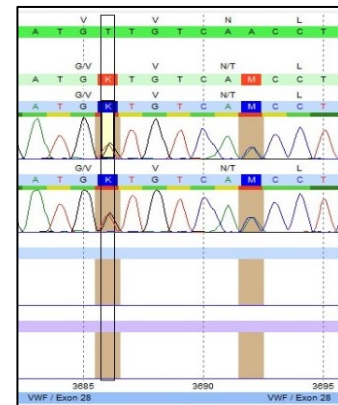 V V N L
A T G T T G T C A A C C T
G/V V N/T L
A T G K T G T C A M C C T
G/V V N/T L
A T G K T G T C A M C C T
G/V V N/T L
A T G K T G T C A M C C T
3685 3690 3695
VWF / Exon 28 VWF / Exon 28